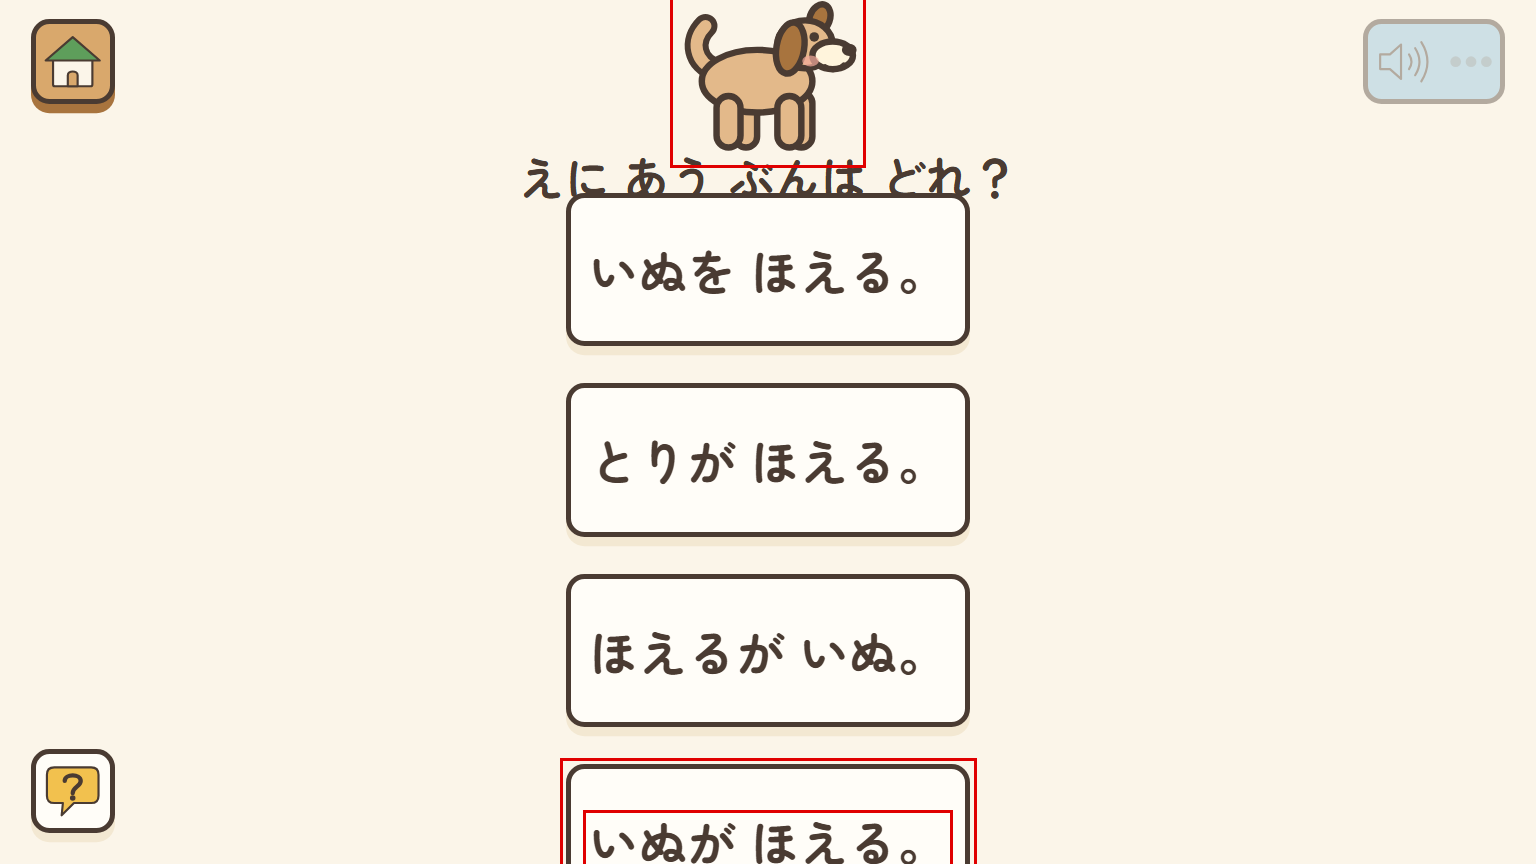 えに あう ぶんは どれ？
いぬを ほえる。
とりが ほえる。
ほえるが いぬ。
いぬが ほえる。
?